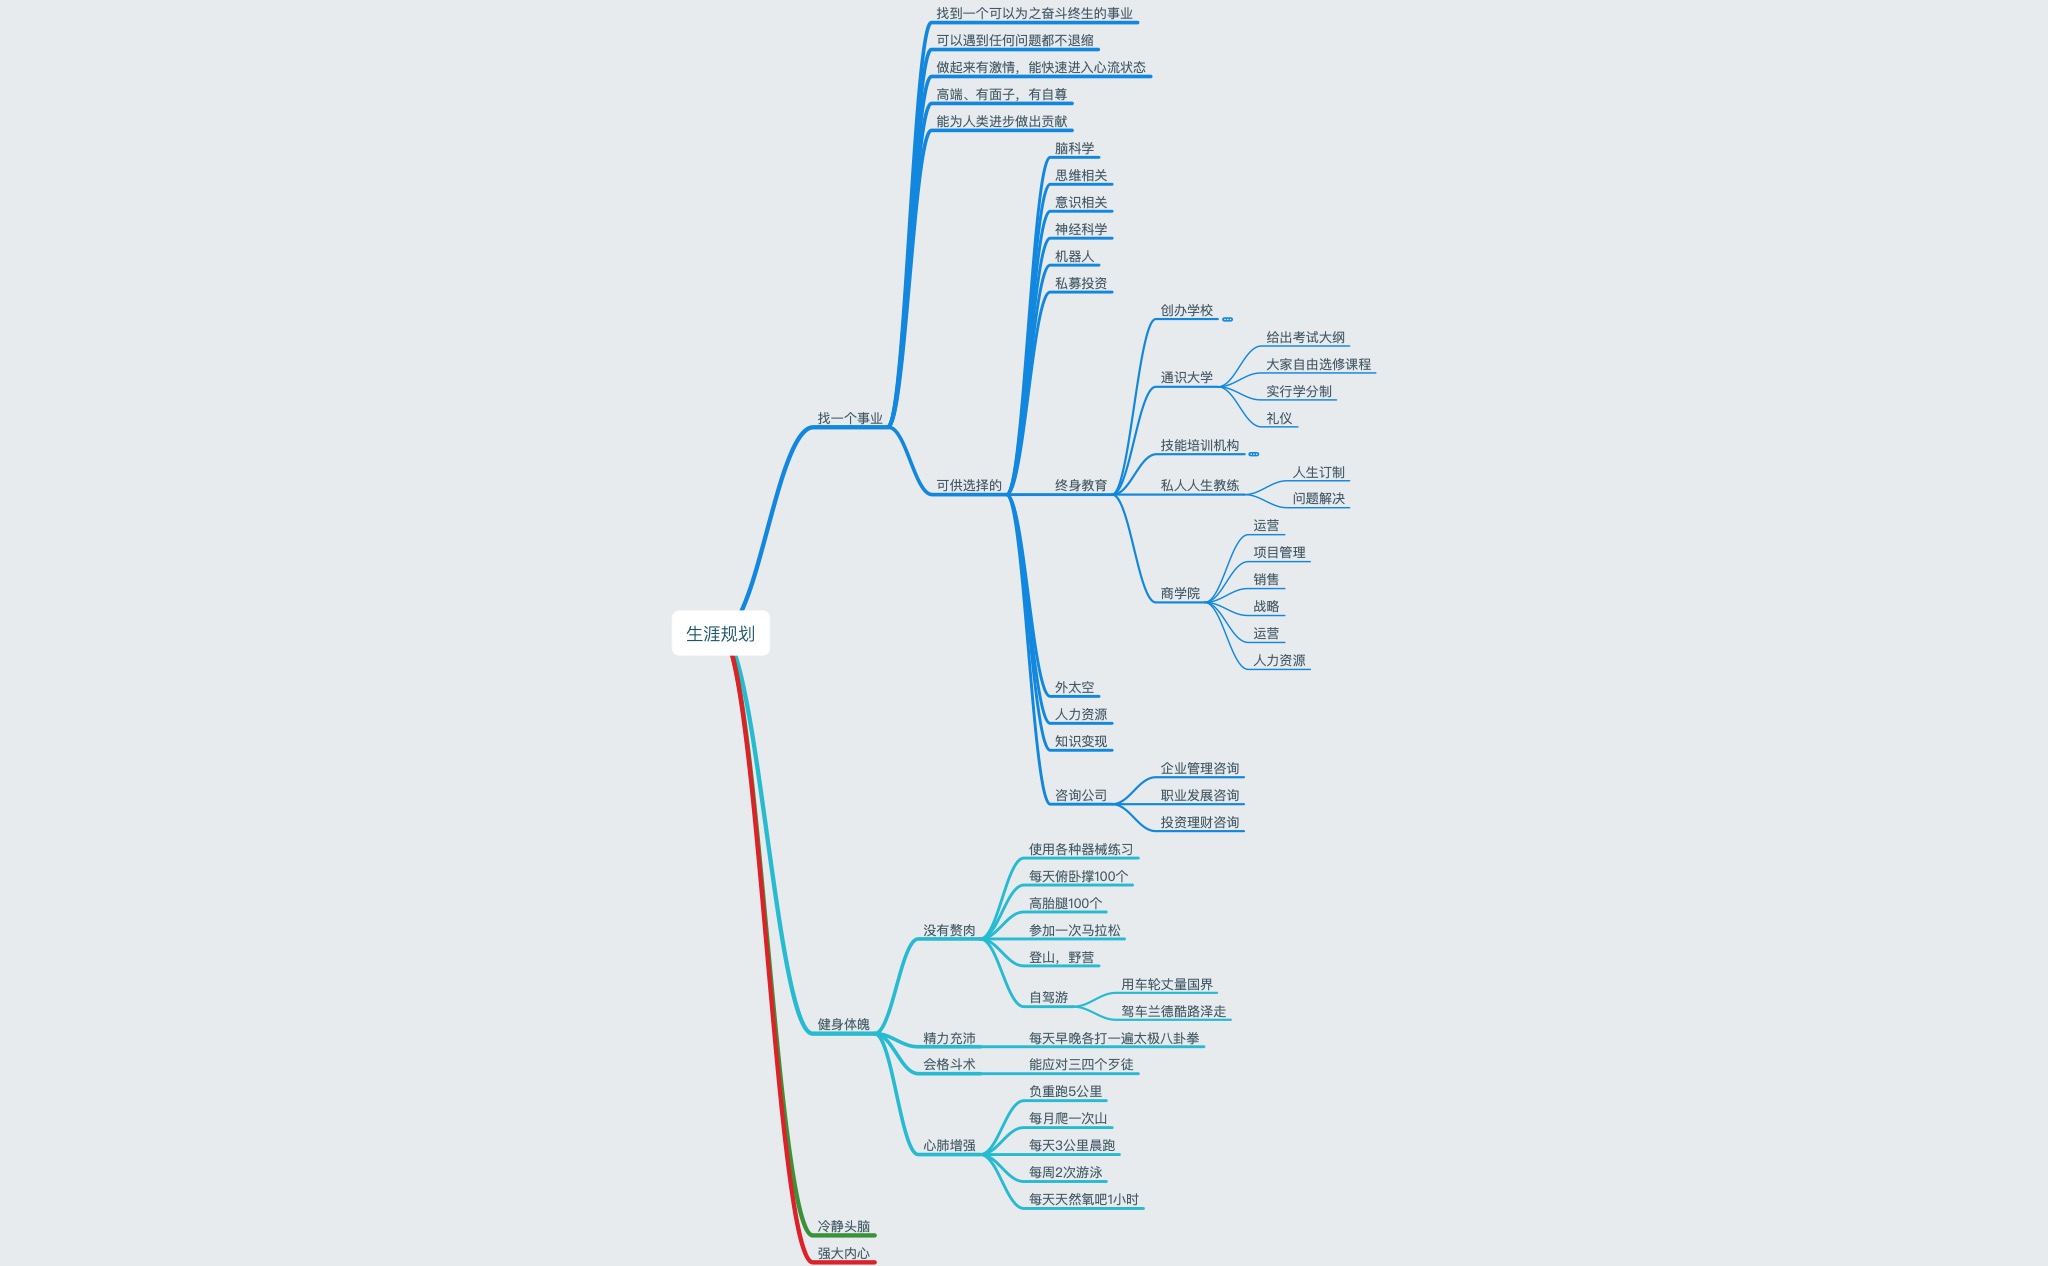 找到一个可以为之奋斗终生的事业
可以遇到任何问题都不退缩
做起来有激情，能快速进入心流状态
高端、有面子，有自尊
能为人类进步做出贡献
脑科学
思维相关
意识相关
神经科学
机器人
私募投资
创办学校
给出考试大纲
大家自由选修课程
通识大学
实行学分制
礼仪
找一个事业
技能培训机构
人生订制
可供选择的
终身教育
私人人生教练
问题解决
运营
项目管理
销售
商学院
战略
运营
人力资源
生涯规划
外太空
人力资源
知识变现
企业管理咨询
咨询公司
职业发展咨询
投资理财咨询
使用各种器械练习
每天俯卧撑100个
高胎腿100个
没有赘肉
参加一次马拉松
登山，野营
自驾游
用车轮丈量国界
驾车兰德酷路泽走
健身体魄
精力充沛
每天早晚各打一遍太极八卦拳
会格斗术
能应对三四个歹徒
负重跑5公里
每月爬一次山
心肺增强
每天3公里晨跑
每周2次游泳
每天天然氧吧1小时
冷静头脑
强大内心